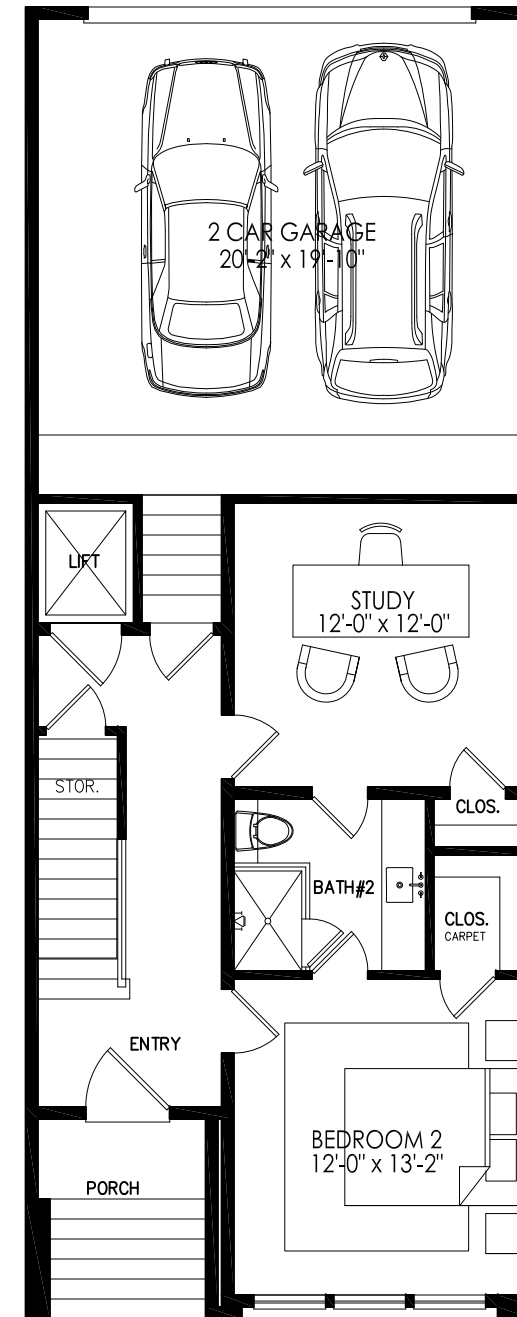 2 CAR GARAGE
20'-2" x 19'-10"
LIFT
STUDY
12'-0" x 12'-0"
STOR.
CLOS.
BATH#2
CLOS.
CARPET
ENTRY
BEDROOM 2
12'-0" x 13'-2"
PORCH